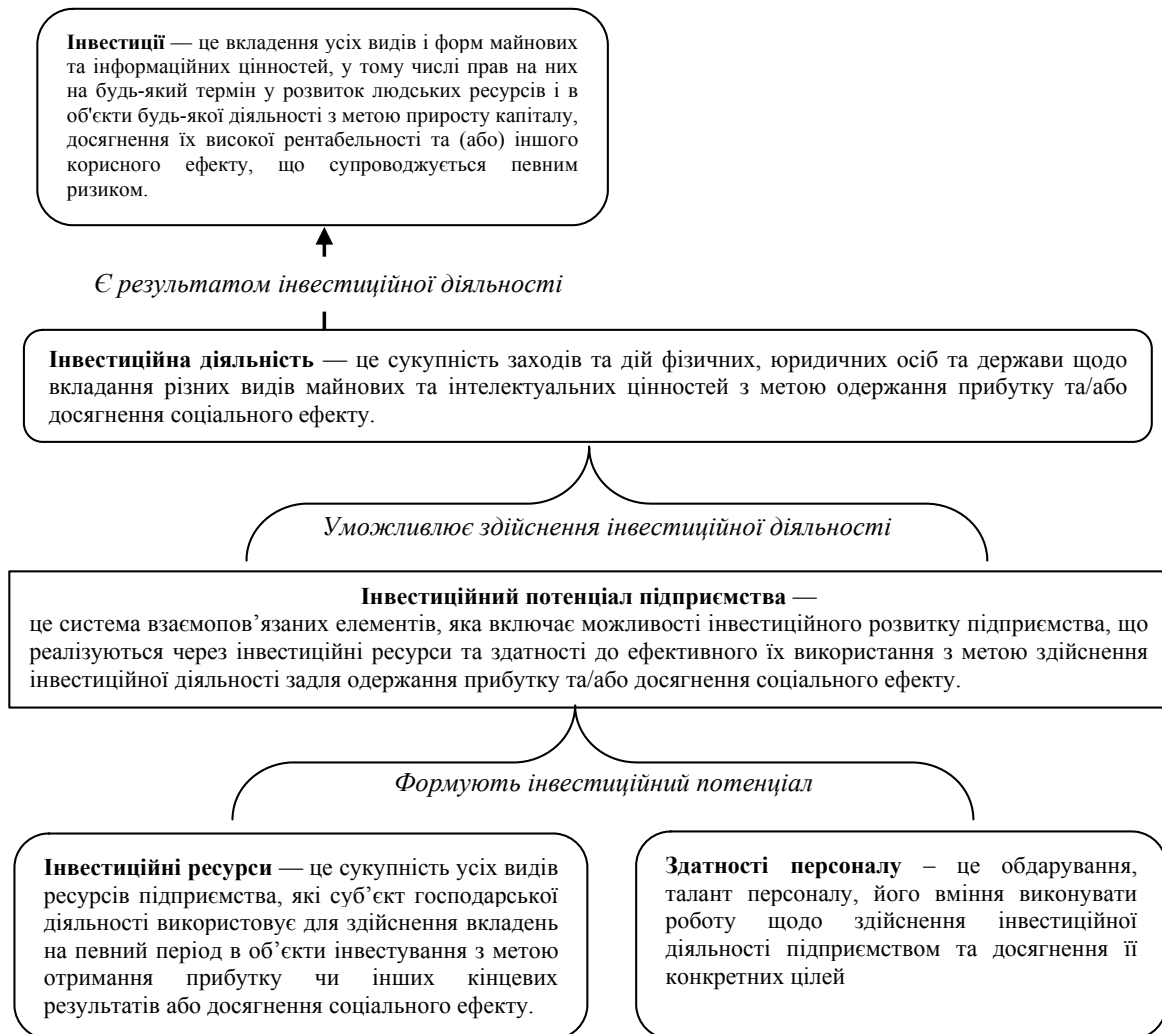 Інвестиції — це вкладення усіх видів і форм майнових
та інформаційних цінностей, у тому числі прав на них
на будь-який термін у розвиток людських ресурсів і в
об'єкти будь-якої діяльності з метою приросту капіталу,
досягнення їх високої рентабельності та (або) іншого
корисного ефекту, що супроводжується певним
ризиком.
Є результатом інвестиційної діяльності
Інвестиційна діяльність — це сукупність заходів та дій фізичних, юридичних осіб та держави щодо
вкладання різних видів майнових та інтелектуальних цінностей з метою одержання прибутку та/або
досягнення соціального ефекту.
Уможливлює здійснення інвестиційної діяльності
Інвестиційний потенціал підприємства —
це система взаємопов’язаних елементів, яка включає можливості інвестиційного розвитку підприємства, що
реалізуються через інвестиційні ресурси та здатності до ефективного їх використання з метою здійснення
інвестиційної діяльності задля одержання прибутку та/або досягнення соціального ефекту.
Формують інвестиційний потенціал
Інвестиційні ресурси — це сукупність усіх видів
ресурсів підприємства, які суб’єкт господарської
діяльності використовує для здійснення вкладень
на певний період в об’єкти інвестування з метою
отримання прибутку чи інших кінцевих
результатів або досягнення соціального ефекту.
Здатності персоналу – це обдарування,
талант персоналу, його вміння виконувати
роботу щодо здійснення інвестиційної
діяльності підприємством та досягнення її
конкретних цілей